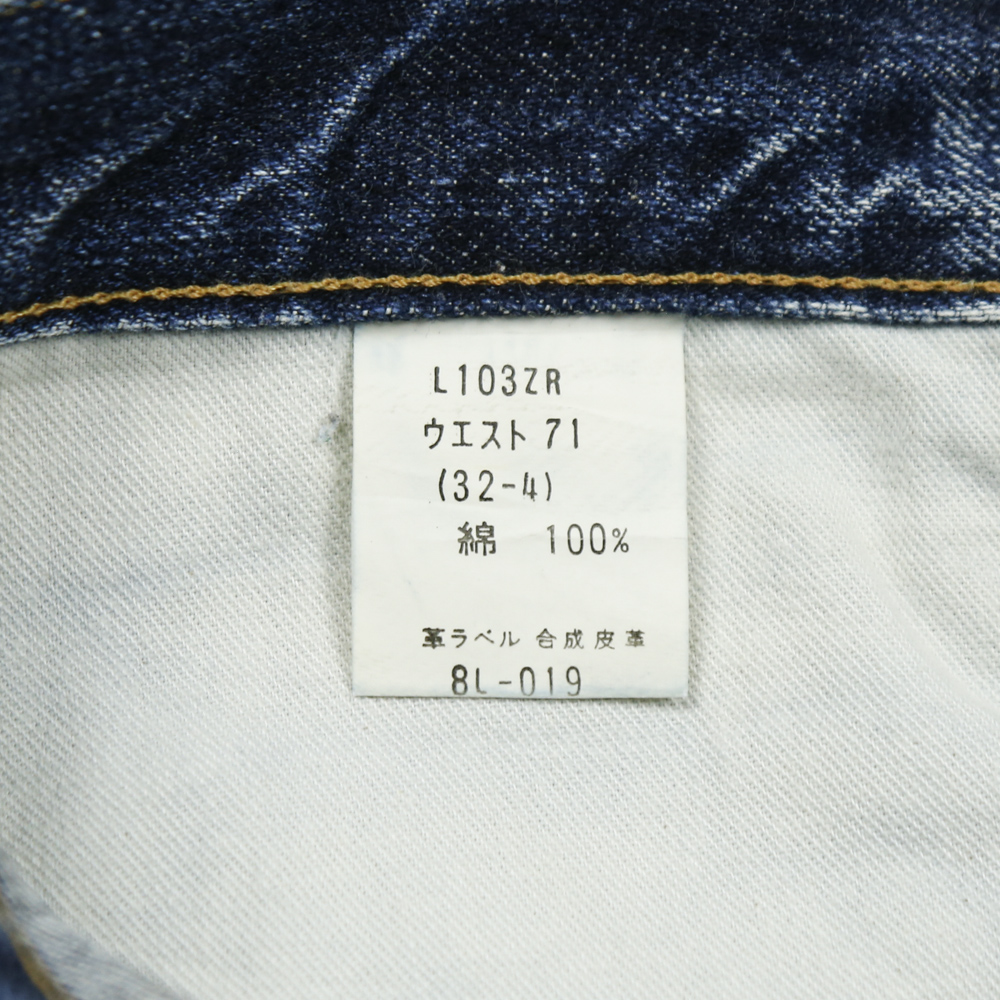 L103ZR
ウエスト 71
(32-4)
綿 100%
革ラベル 合成皮革
8L-019